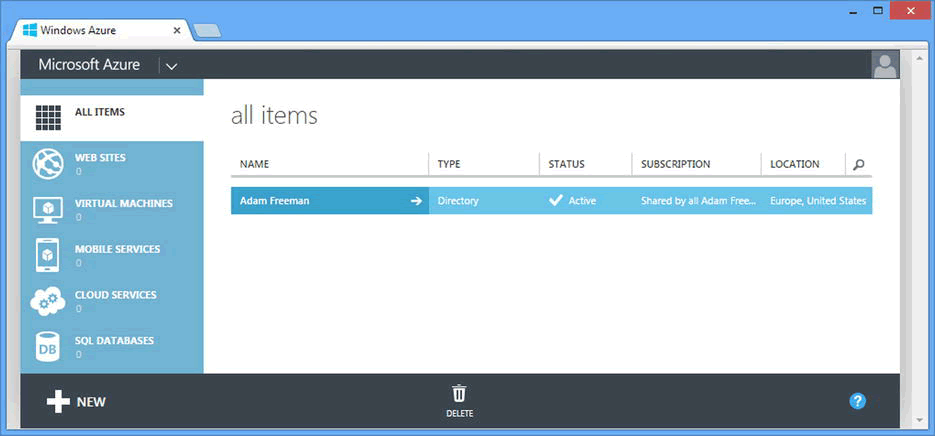 Windows Azure
Microsoft Azure
ALL ITEMS
WEB SITES
0
VIRTUAL MACHINES
0
MOBILE SERVICES
0
CLOUD SERVICES
0
DB
SQL DATABASES
0
all items
NAME TYPE STATUS SUBSCRIPTION LOCATION
Adam Freeman Directory Active Shared by all Adam Free... Europe, United States
NEW
DELETE
?